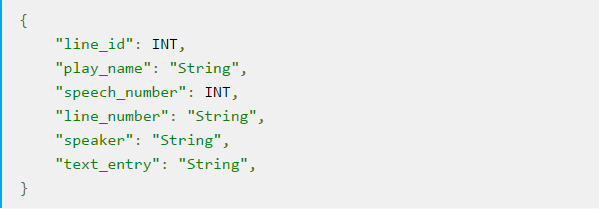 {
    "line_id": INT,
    "play_name": "String",
    "speech_number": INT,
    "line_number": "String",
    "speaker": "String",
    "text_entry": "String",
}